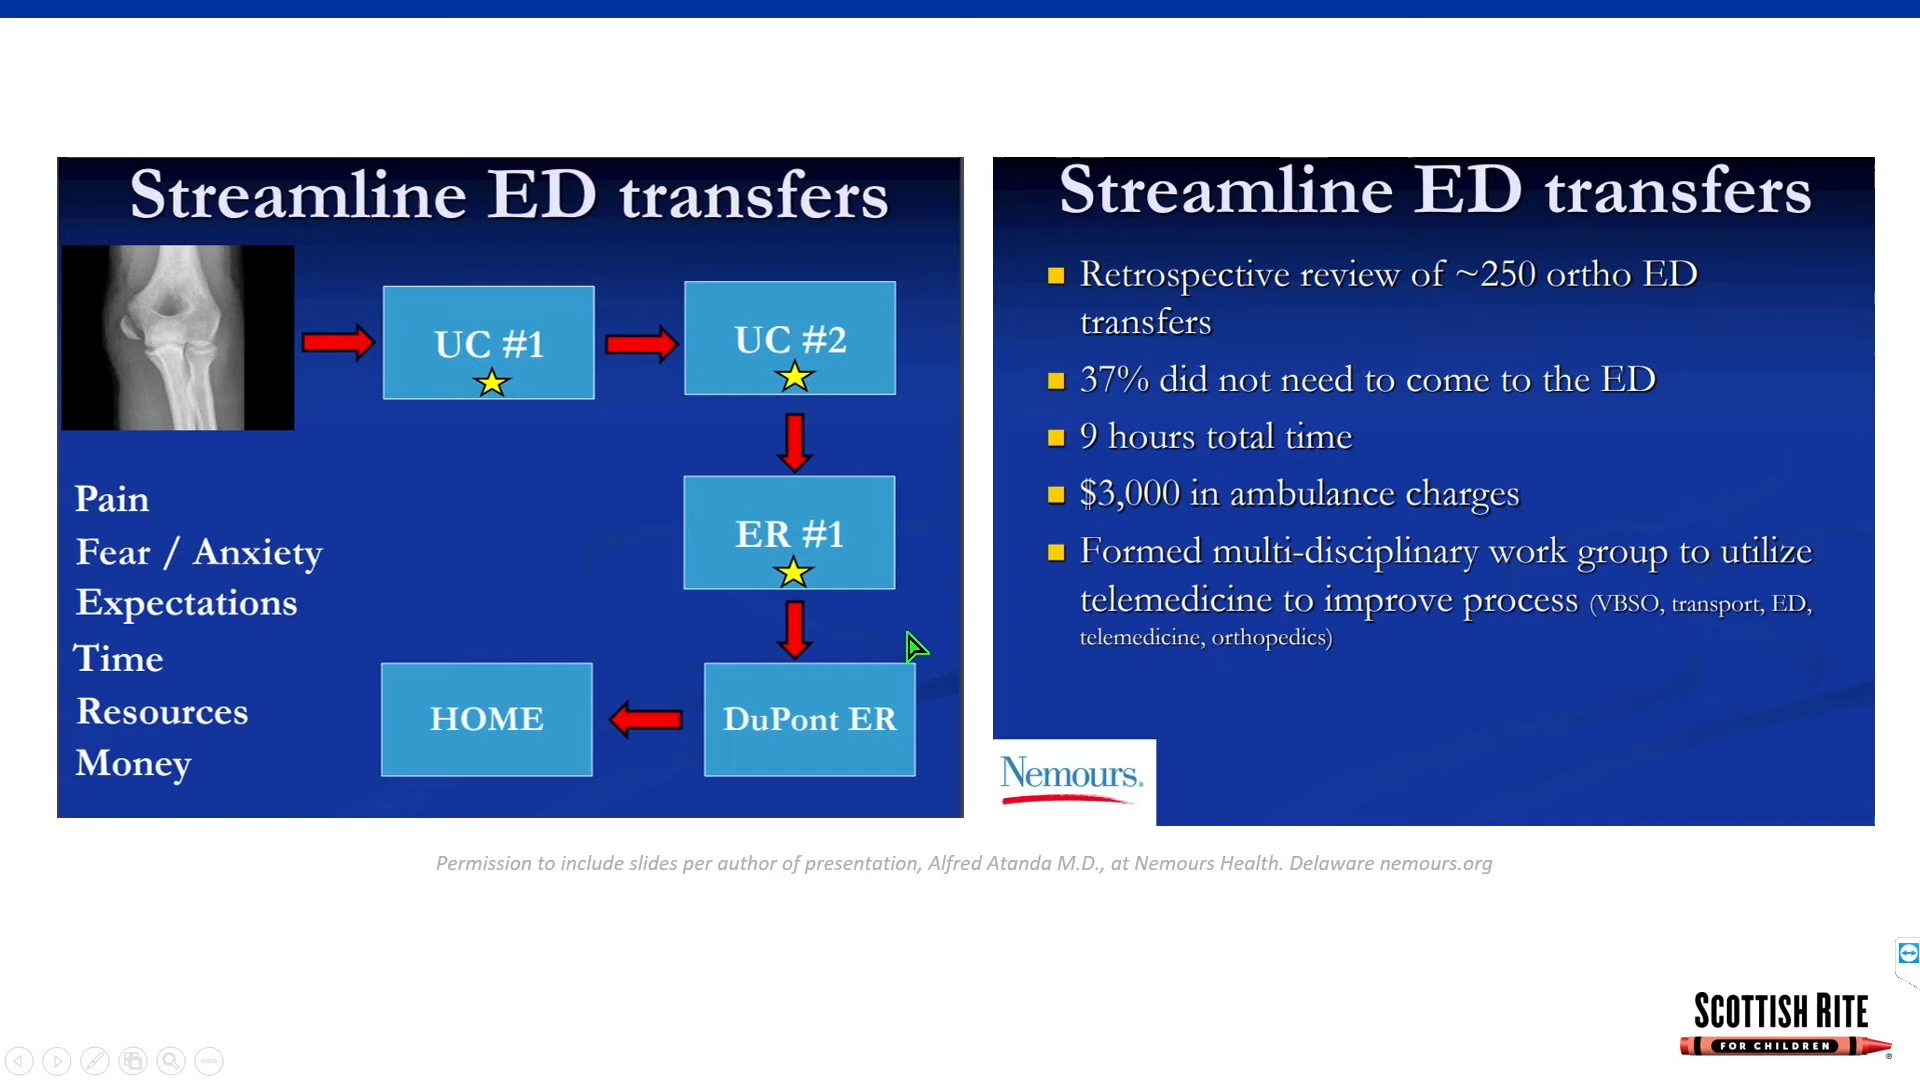 Streamline ED transfers
UC #1
UC #2
ER #1
DuPont ER
HOME
Pain
Fear / Anxiety
Expectations
Time
Resources
Money
Streamline ED transfers
Retrospective review of ~250 ortho ED
transfers
37% did not need to come to the ED
9 hours total time
$3,000 in ambulance charges
Formed multi-disciplinary work group to utilize
telemedicine to improve process (VBSO, transport, ED,
telemedicine, orthopedics)
Nemours.
Permission to include slides per author of presentation, Alfred Atanda M.D., at Nemours Health. Delaware nemours.org
SCOTTISH RITE
FOR CHILDREN ®